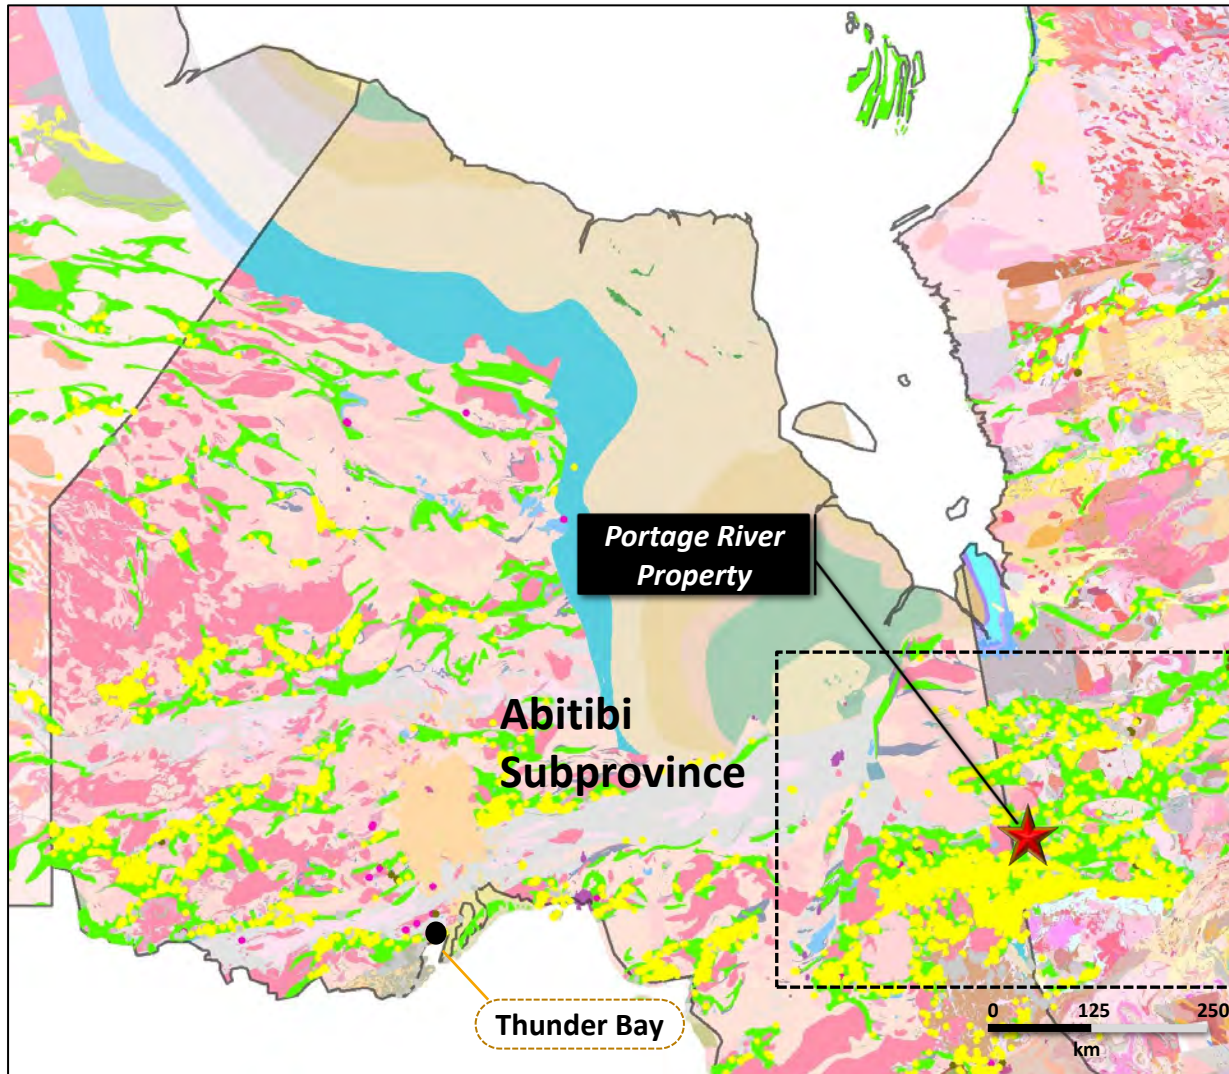 Portage River
Property
Abitibi
Subprovince
Thunder Bay
0 125 250
km